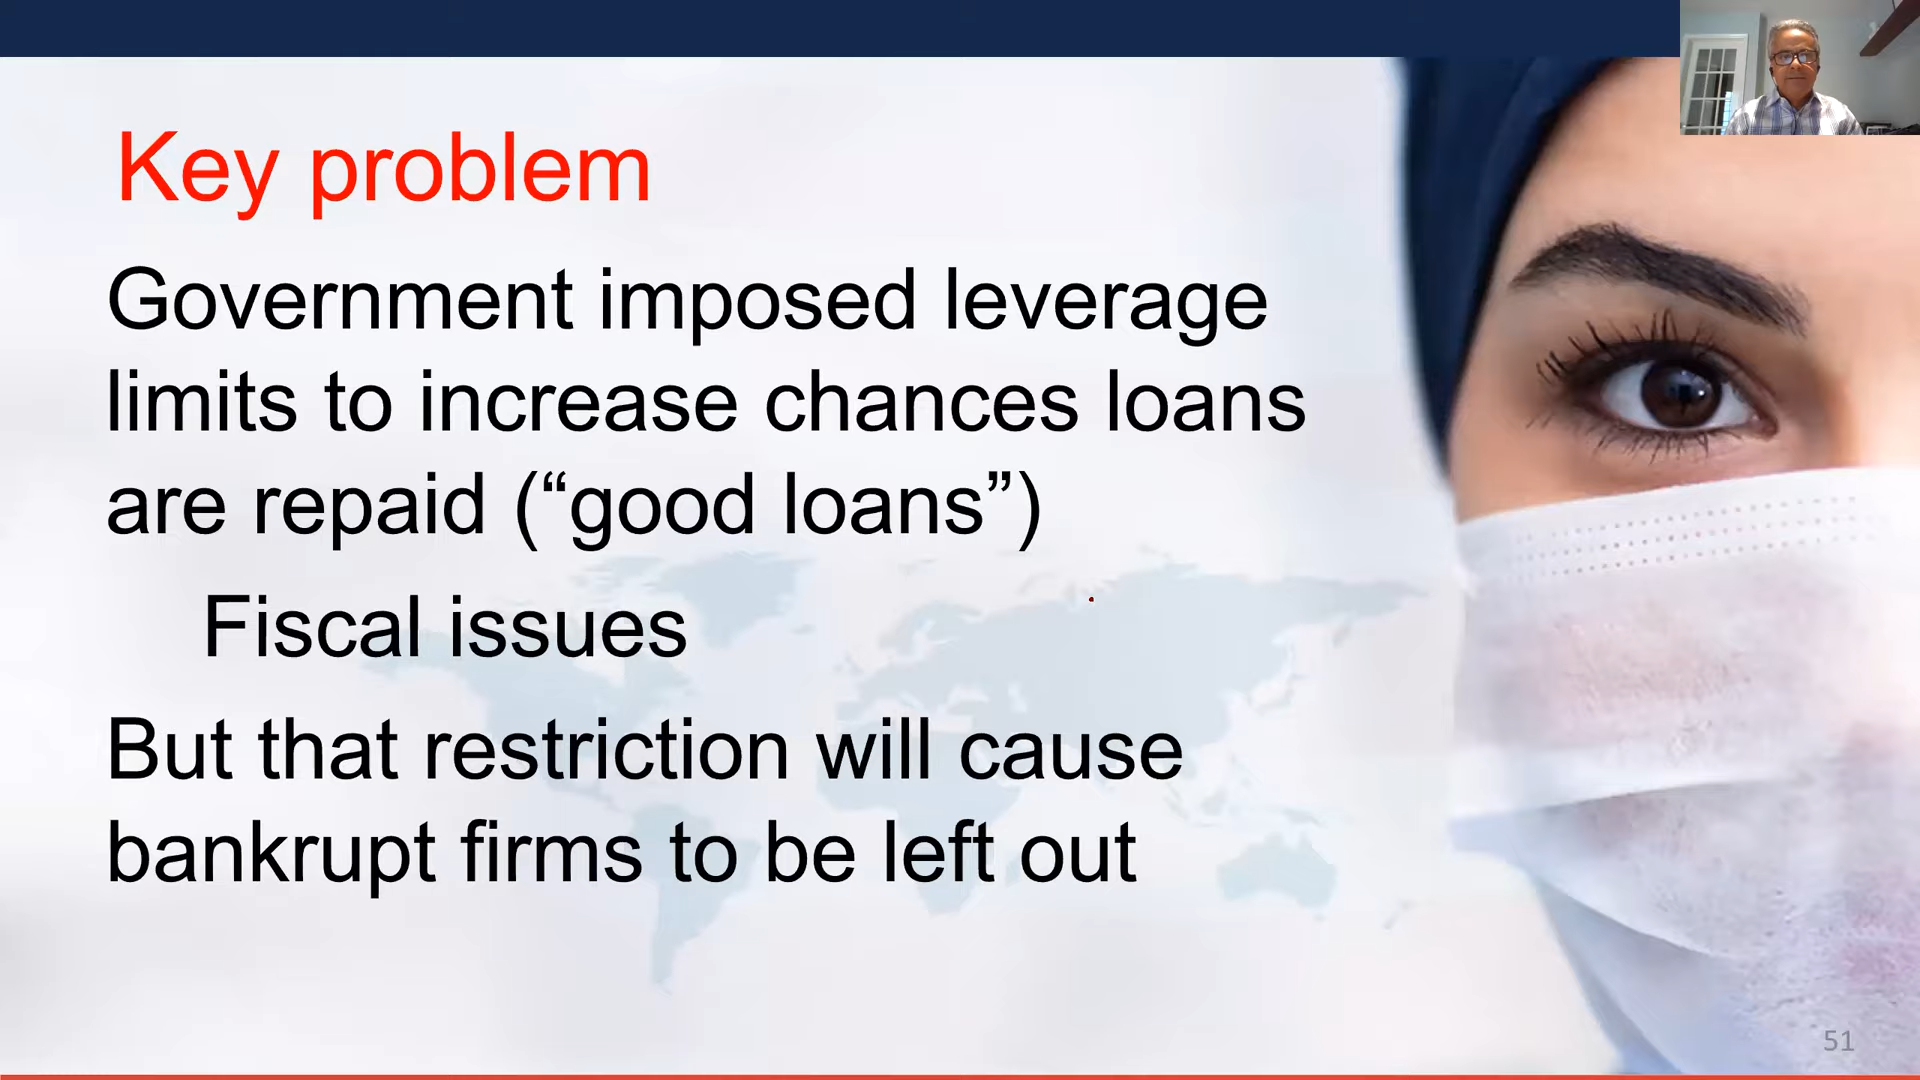 Key problem
Government imposed leverage
limits to increase chances loans
are repaid (“good loans”)
Fiscal issues
But that restriction will cause
bankrupt firms to be left out
51